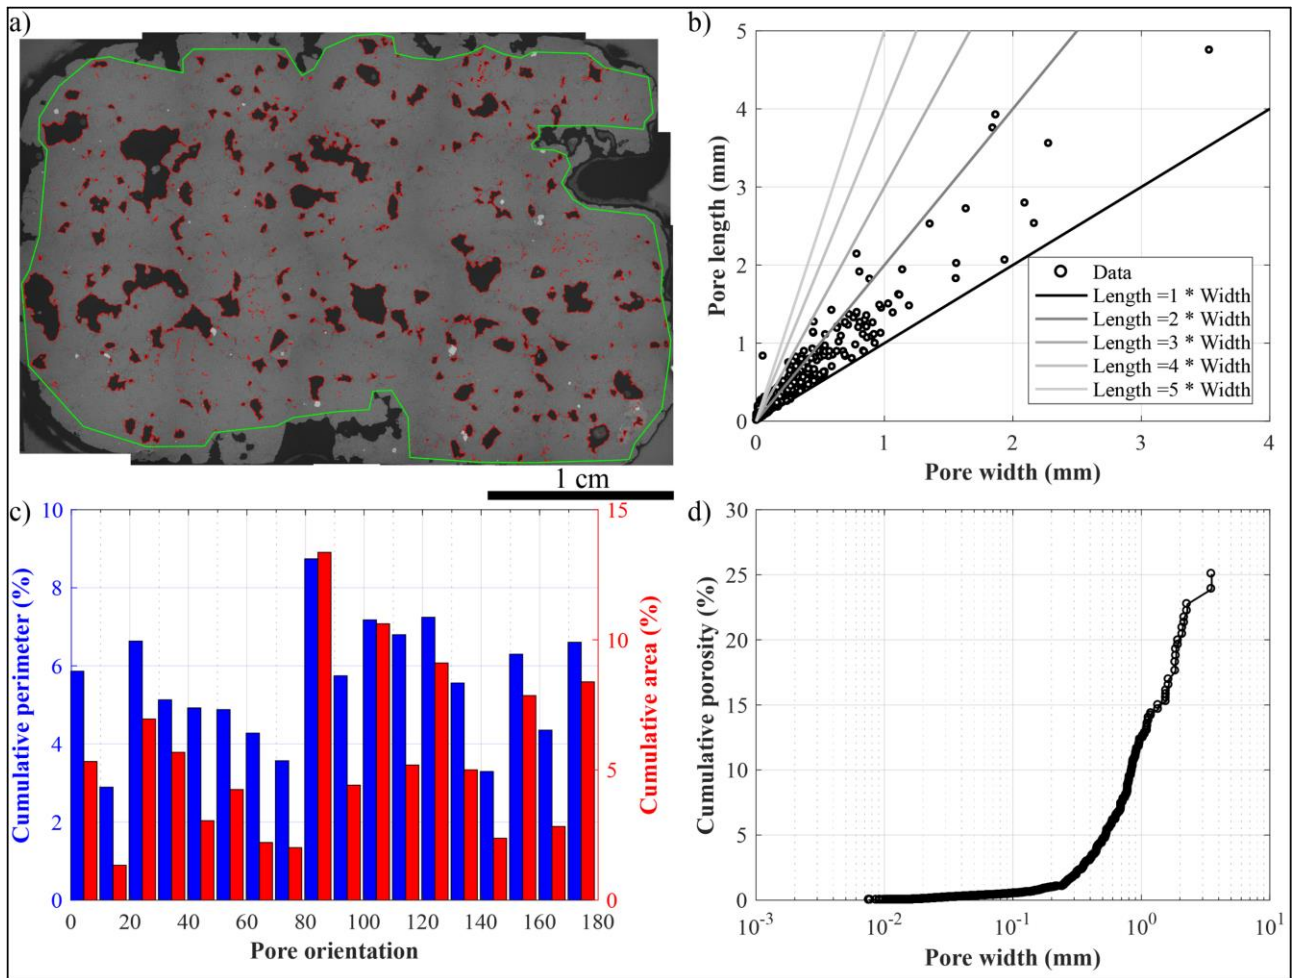 a)
1 cm
b)
Pore length (mm)
5
4
3
2
1
0
Data
Length =1 * Width
Length =2 * Width
Length =3 * Width
Length =4 * Width
Length =5 * Width
0 1 2 3 4
Pore width (mm)
c)
Cumulative perimeter (%)
10
8
6
4
2
0
0 20 40 60 80 100 120 140 160 180
Pore orientation
15
10
5
0
Cumulative area (%)
d)
Cumulative porosity (%)
30
25
20
15
10
5
0
10⁻³ 10⁻² 10⁻¹ 10⁰ 10¹
Pore width (mm)